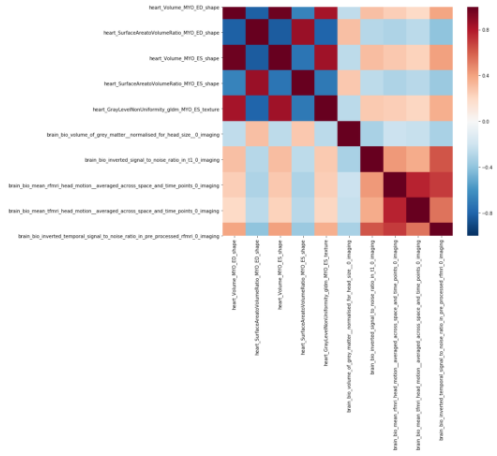 heart_Volume_MYO_ED_shape
heart_SurfaceAreatoVolumeRatio_MYO_ED_shape
heart_Volume_MYO_ES_shape
heart_SurfaceAreatoVolumeRatio_MYO_ES_shape
heart_GrayLevelNonUniformity_gldm_MYO_ES_texture
brain_bio_volume_of_grey_matter__normalised_for_head_size__0_imaging
brain_bio_inverted_signal_to_noise_ratio_in_t1_0_imaging
brain_bio_mean_rfmri_head_motion__averaged_across_space_and_time_points_0_imaging
brain_bio_mean_tfmri_head_motion__averaged_across_space_and_time_points_0_imaging
brain_bio_inverted_temporal_signal_to_noise_ratio_in_pre_processed_rfmri_0_imaging
0.8
0.4
0.0
-0.4
-0.8
heart_Volume_MYO_ED_shape
heart_SurfaceAreatoVolumeRatio_MYO_ED_shape
heart_Volume_MYO_ES_shape
heart_SurfaceAreatoVolumeRatio_MYO_ES_shape
heart_GrayLevelNonUniformity_gldm_MYO_ES_texture
brain_bio_volume_of_grey_matter__normalised_for_head_size__0_imaging
brain_bio_inverted_signal_to_noise_ratio_in_t1_0_imaging
brain_bio_mean_rfmri_head_motion__averaged_across_space_and_time_points_0_imaging
brain_bio_mean_tfmri_head_motion__averaged_across_space_and_time_points_0_imaging
brain_bio_inverted_temporal_signal_to_noise_ratio_in_pre_processed_rfmri_0_imaging